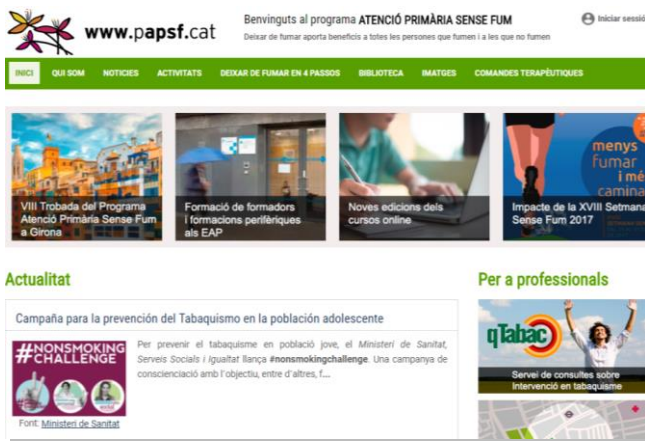 www.papsf.cat
Benvinguts al programa ATENCIÓ PRIMÀRIA SENSE FUM
Deixar de fumar aporta beneficis a totes les persones que fumen i a les que no fumen
Iniciar sessió
INICI QUI SOM NOTICIES ACTIVITATS DEIXAR DE FUMAR EN 4 PASSOS BIBLIOTECA IMATGES COMANDES TERAPÈUTIQUES
VIII Trobada del Programa
Atenció Primària Sense Fum
a Girona
Formació de formadors
i formacions perifèriques
als EAP
Noves edicions dels
cursos online
menys
fumar
i mé
camina
Impacte de la XVIII Setmana
Sense Fum 2017
Actualitat
Campaña para la prevención del Tabaquismo en la población adolescente
#NONSMOKING
CHALLENGE
Per prevenir el tabaquisme en població jove, el Ministeri de Sanitat,
Serveis Socials i Igualtat llança #nonsmokingchallenge. Una campanya de
conscienciació amb l'objectiu, entre d'altres, f....
Font: Ministeri de Sanitat
Per a professionals
qTabac
Servei de consultes sobre
Intervenció en tabaquisme